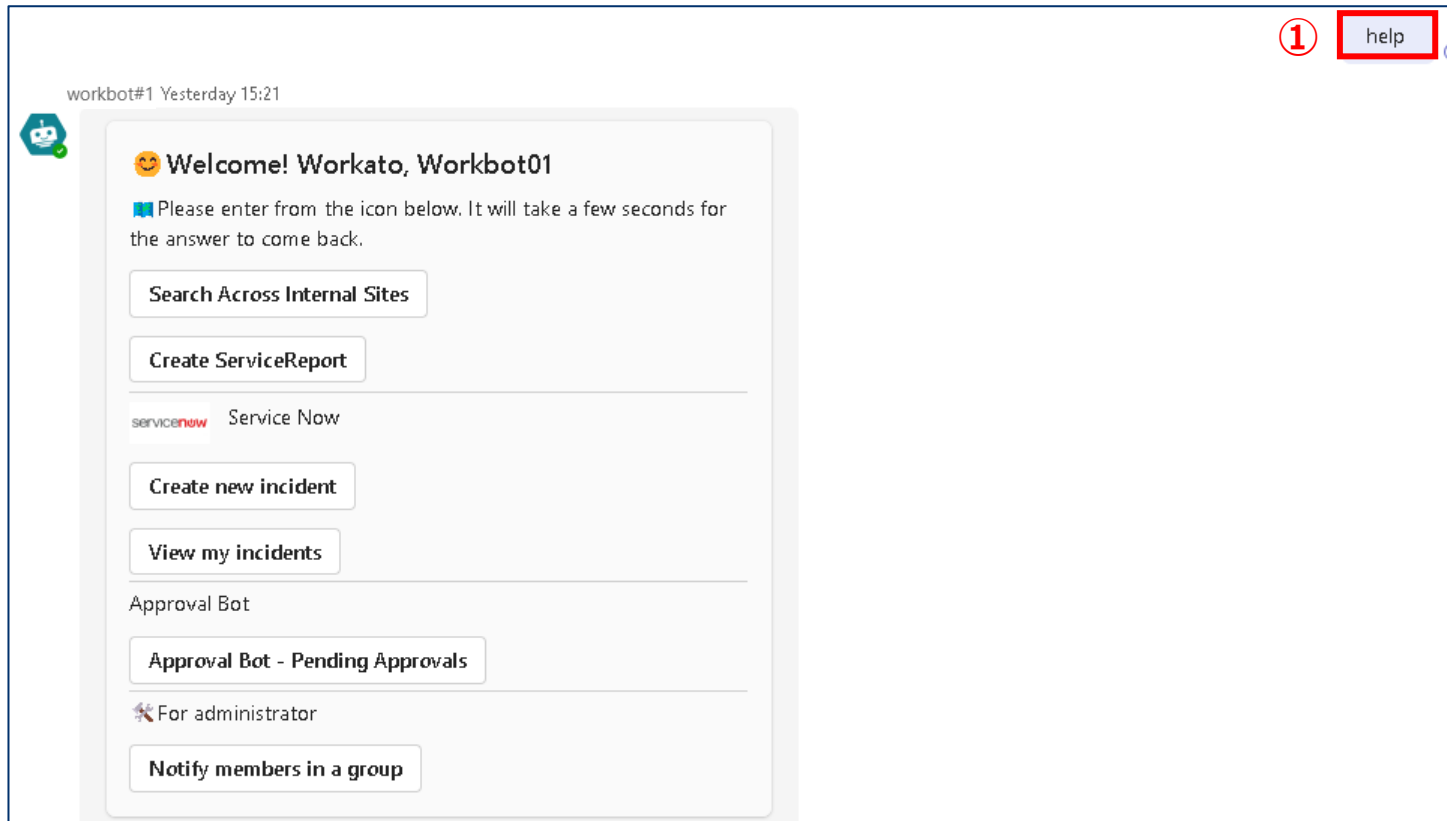 ① help
workbot#1 Yesterday 15:21
😊Welcome! Workato, Workbot01
📖Please enter from the icon below. It will take a few seconds for
the answer to come back.
Search Across Internal Sites
Create ServiceReport
servicenow Service Now
Create new incident
View my incidents
Approval Bot
Approval Bot - Pending Approvals
🛠For administrator
Notify members in a group